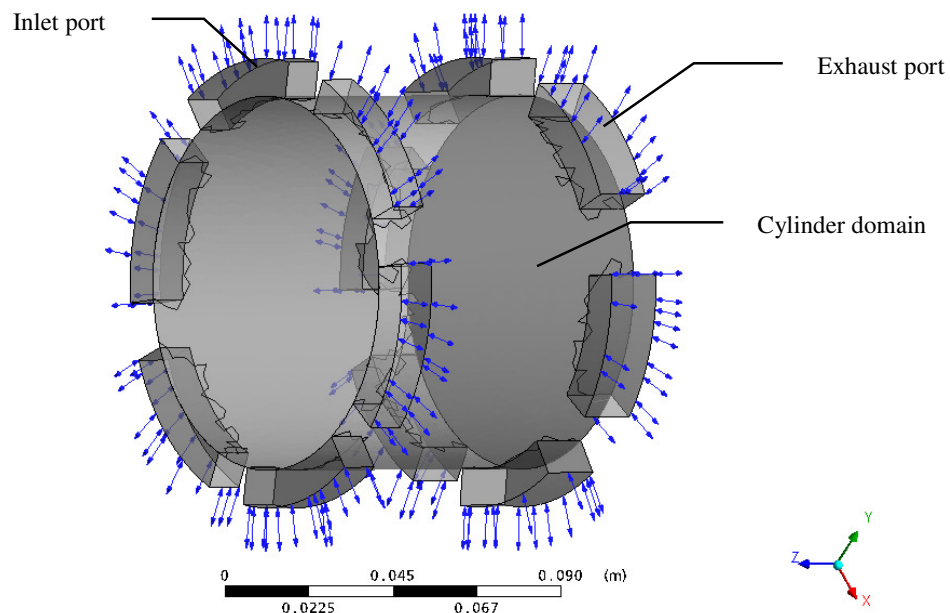 Inlet port
Exhaust port
Cylinder domain
0 0.045 0.090 (m)
0.0225 0.067
Y
Z
X